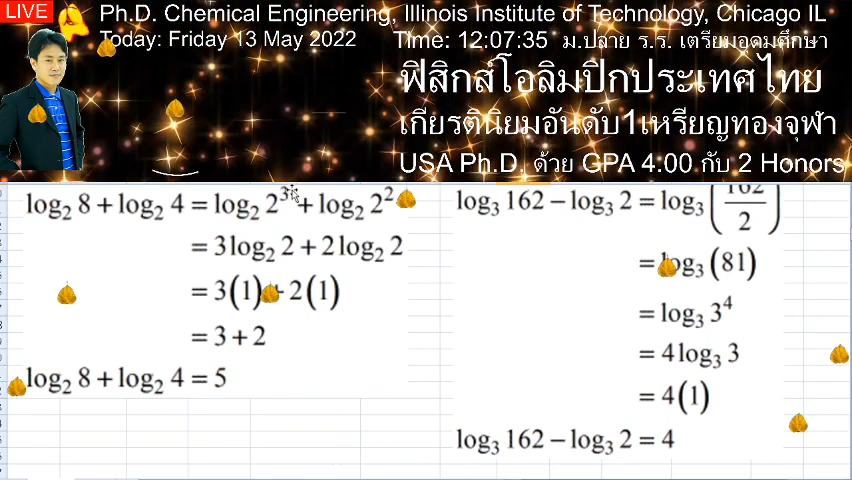 LIVE
Ph.D. Chemical Engineering, Illinois Institute of Technology, Chicago IL
Today: Friday 13 May 2022 Time: 12:07:35 ม.ปลาย ร.ร. เตรียมอุดมศึกษา
ฟิสิกส์โอลิมปิกประเทศไทย
เกียรตินิยมอันดับ1เหรียญทองจุฬา
USA Ph.D. ด้วย GPA 4.00 กับ 2 Honors
log₂ 8 + log₂ 4 = log₂ 2³ + log₂ 2²
= 3log₂ 2 + 2log₂ 2
= 3(1) + 2(1)
= 3 + 2
log₂ 8 + log₂ 4 = 5
log₃ 162 − log₃ 2 = log₃ (162/2)
= log₃ (81)
= log₃ 3⁴
= 4log₃ 3
= 4(1)
log₃ 162 − log₃ 2 = 4